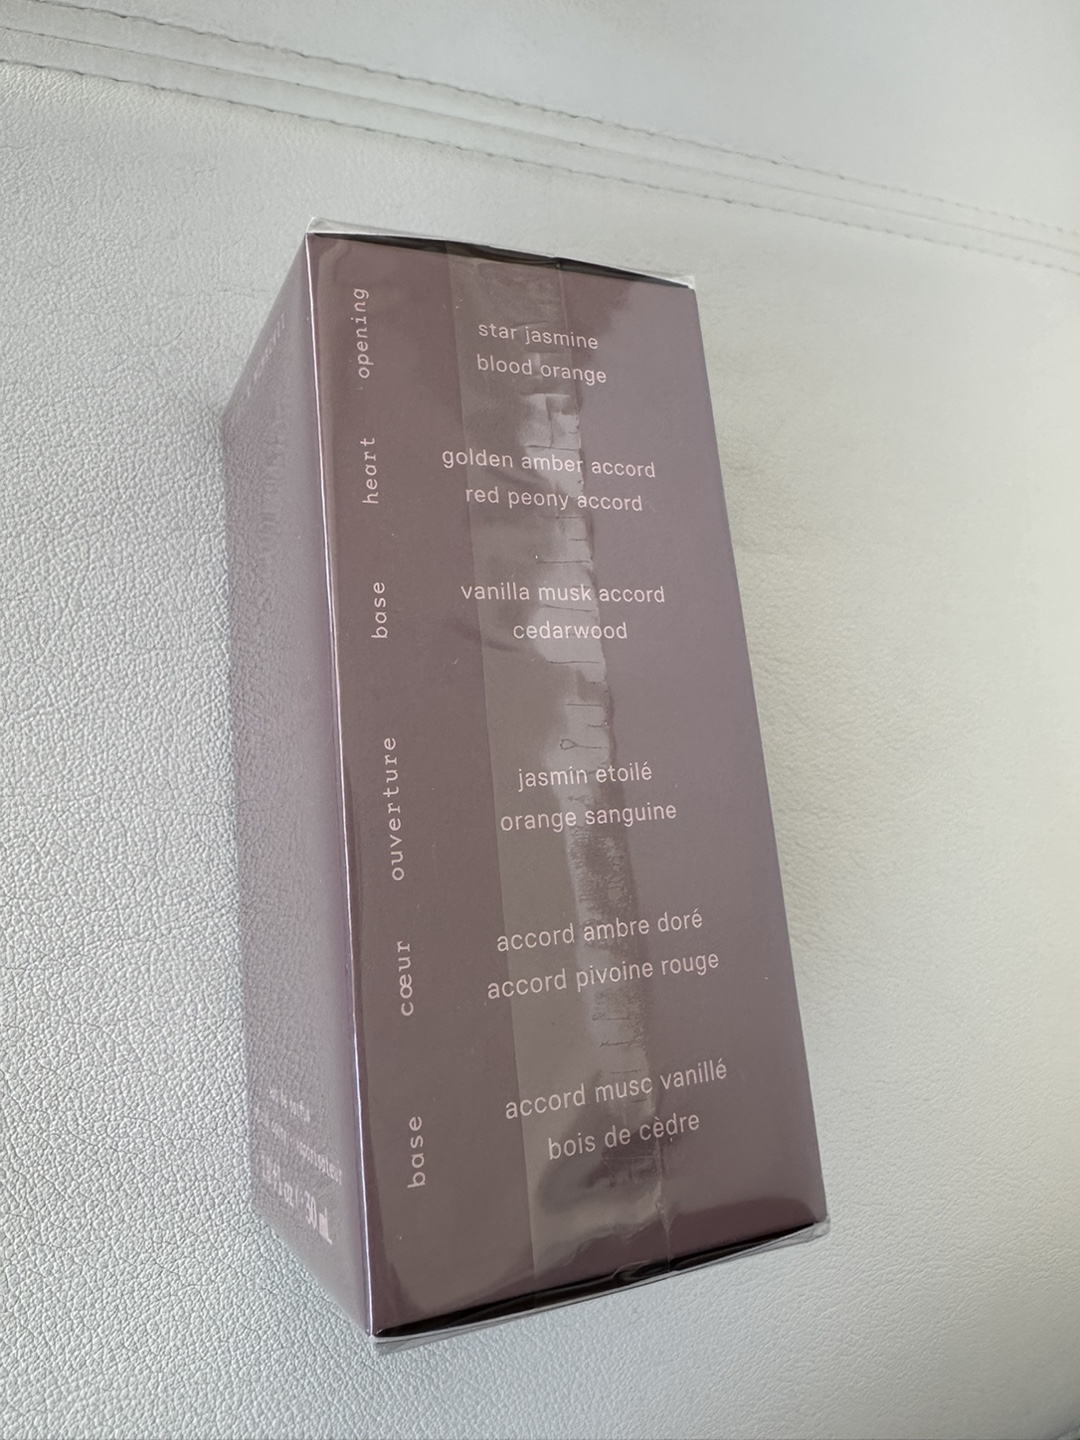 opening
star jasmine
blood orange
heart
golden amber accord
red peony accord
base
vanilla musk accord
cedarwood
ouverture
jasmin etoilé
orange sanguine
cœur
accord ambre doré
accord pivoine rouge
base
accord musc vanillé
bois de cèdre
30 mL